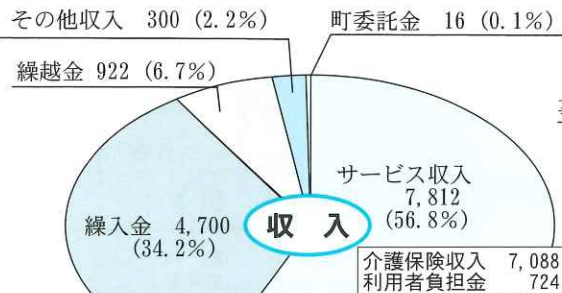 その他収入 300 (2.2%)
町委託金 16 (0.1%)
繰越金 922 (6.7%)
サービス収入
7,812
(56.8%)
繰入金 4,700
(34.2%)
収 入
介護保険収入 7,088
利用者負担金 724